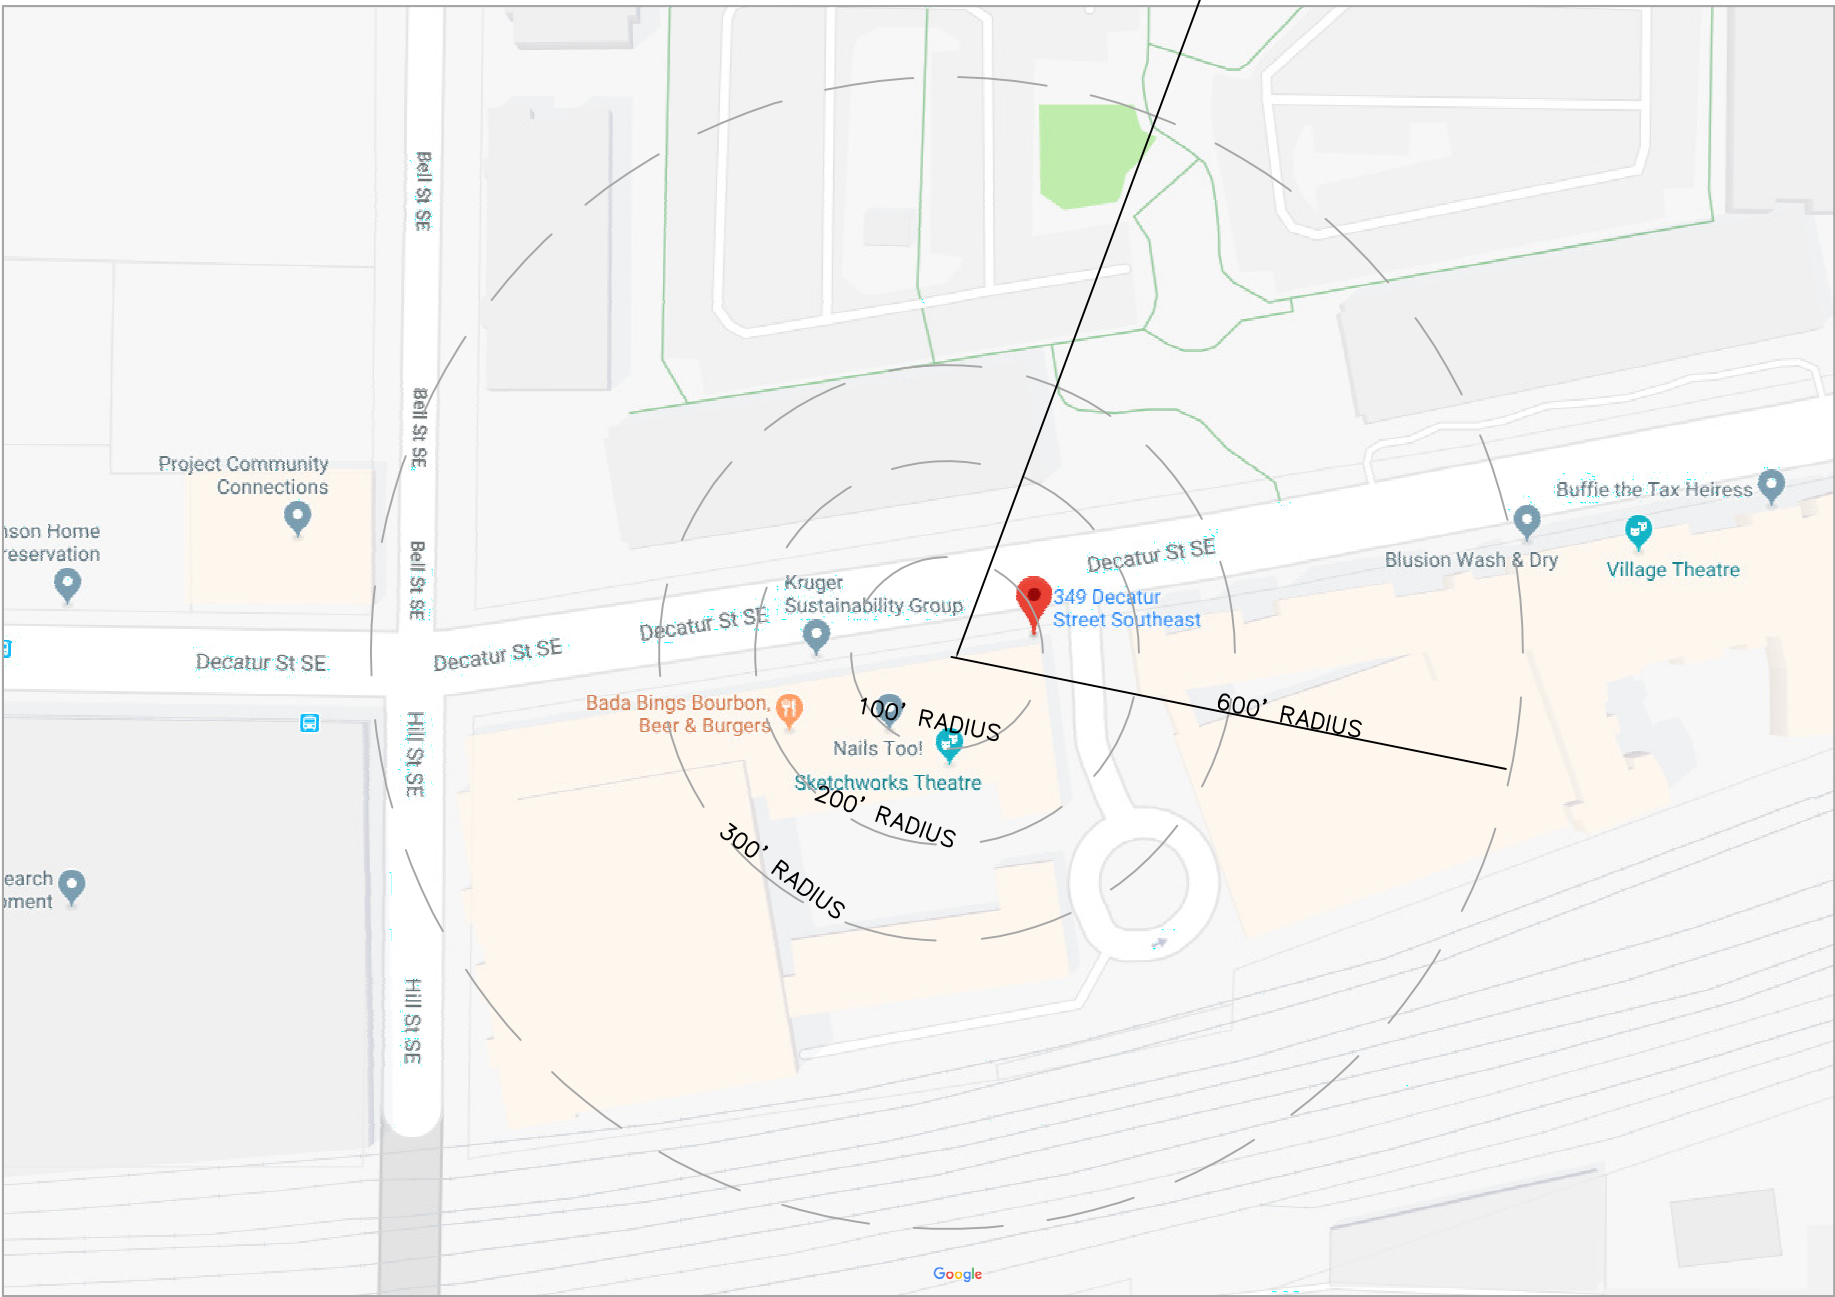 Bell St SE
Bell St SE
Project Community
Connections
nson Home
reservation
Bell St SE
Buffie the Tax Heiress
Blusion Wash & Dry
Village Theatre
Decatur St SE
Kruger
Sustainability Group
349 Decatur
Street Southeast
Decatur St SE
Decatur St SE
Decatur St SE
Bada Bings Bourbon,
Beer & Burgers
100' RADIUS
600' RADIUS
Nails Too!
Hill St SE
Sketchworks Theatre
200' RADIUS
300' RADIUS
earch
oment
Hill St SE
Google